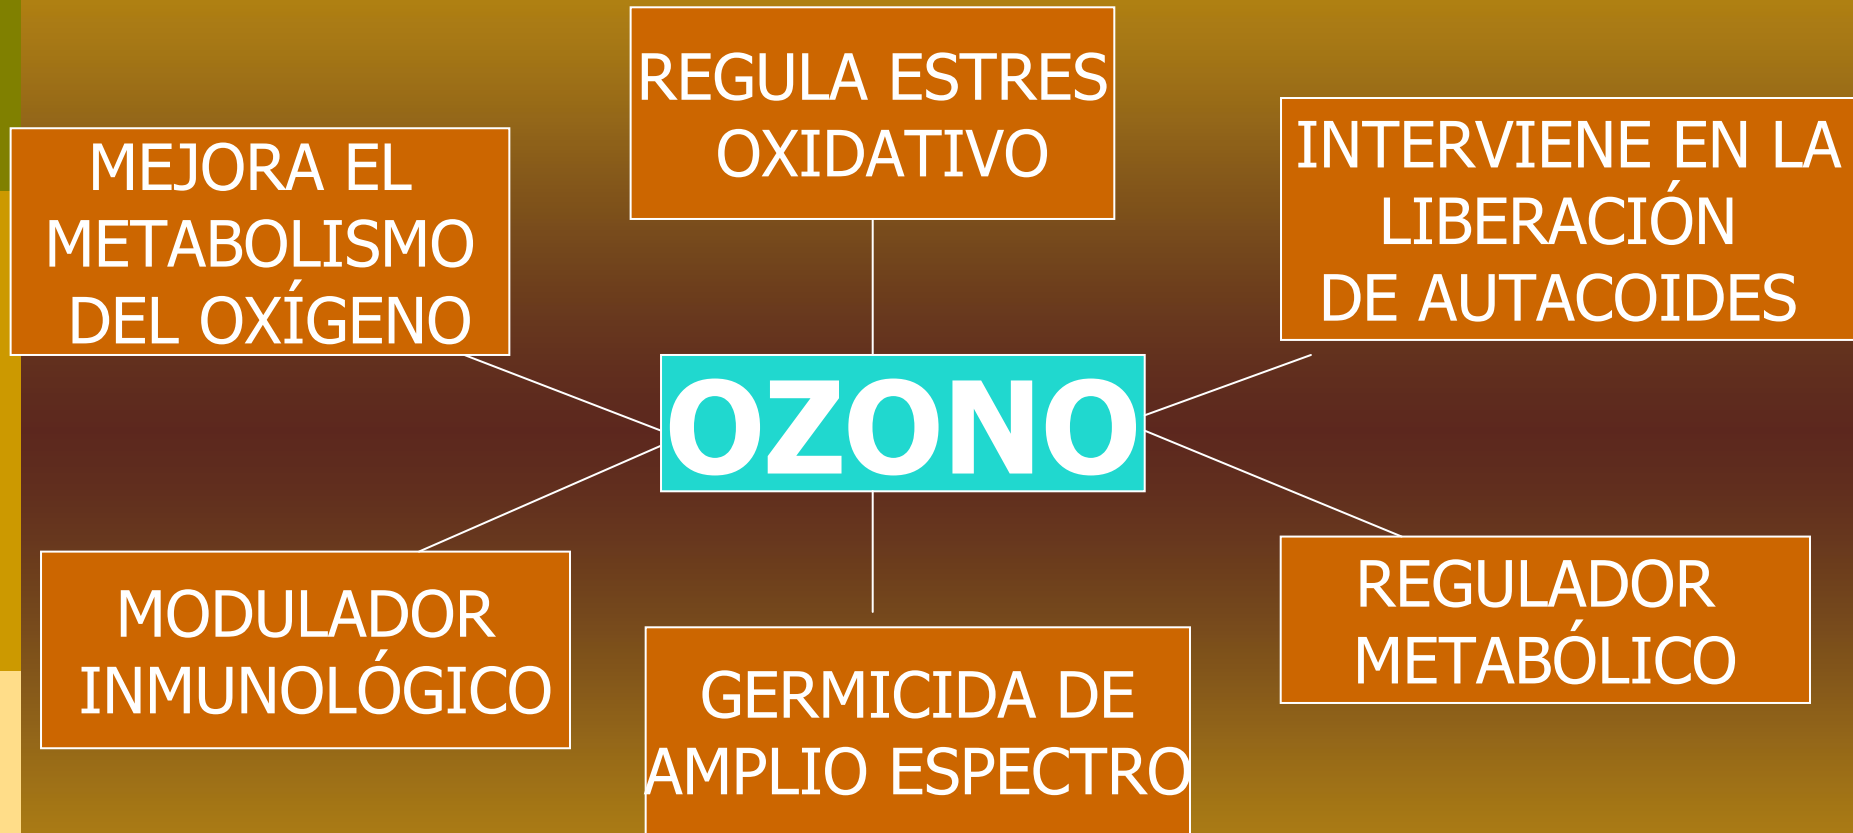 REGULA ESTRES
OXIDATIVO
MEJORA EL
METABOLISMO
DEL OXÍGENO
INTERVIENE EN LA
LIBERACIÓN
DE AUTACOIDES
OZONO
MODULADOR
INMUNOLÓGICO
GERMICIDA DE
AMPLIO ESPECTRO
REGULADOR
METABÓLICO